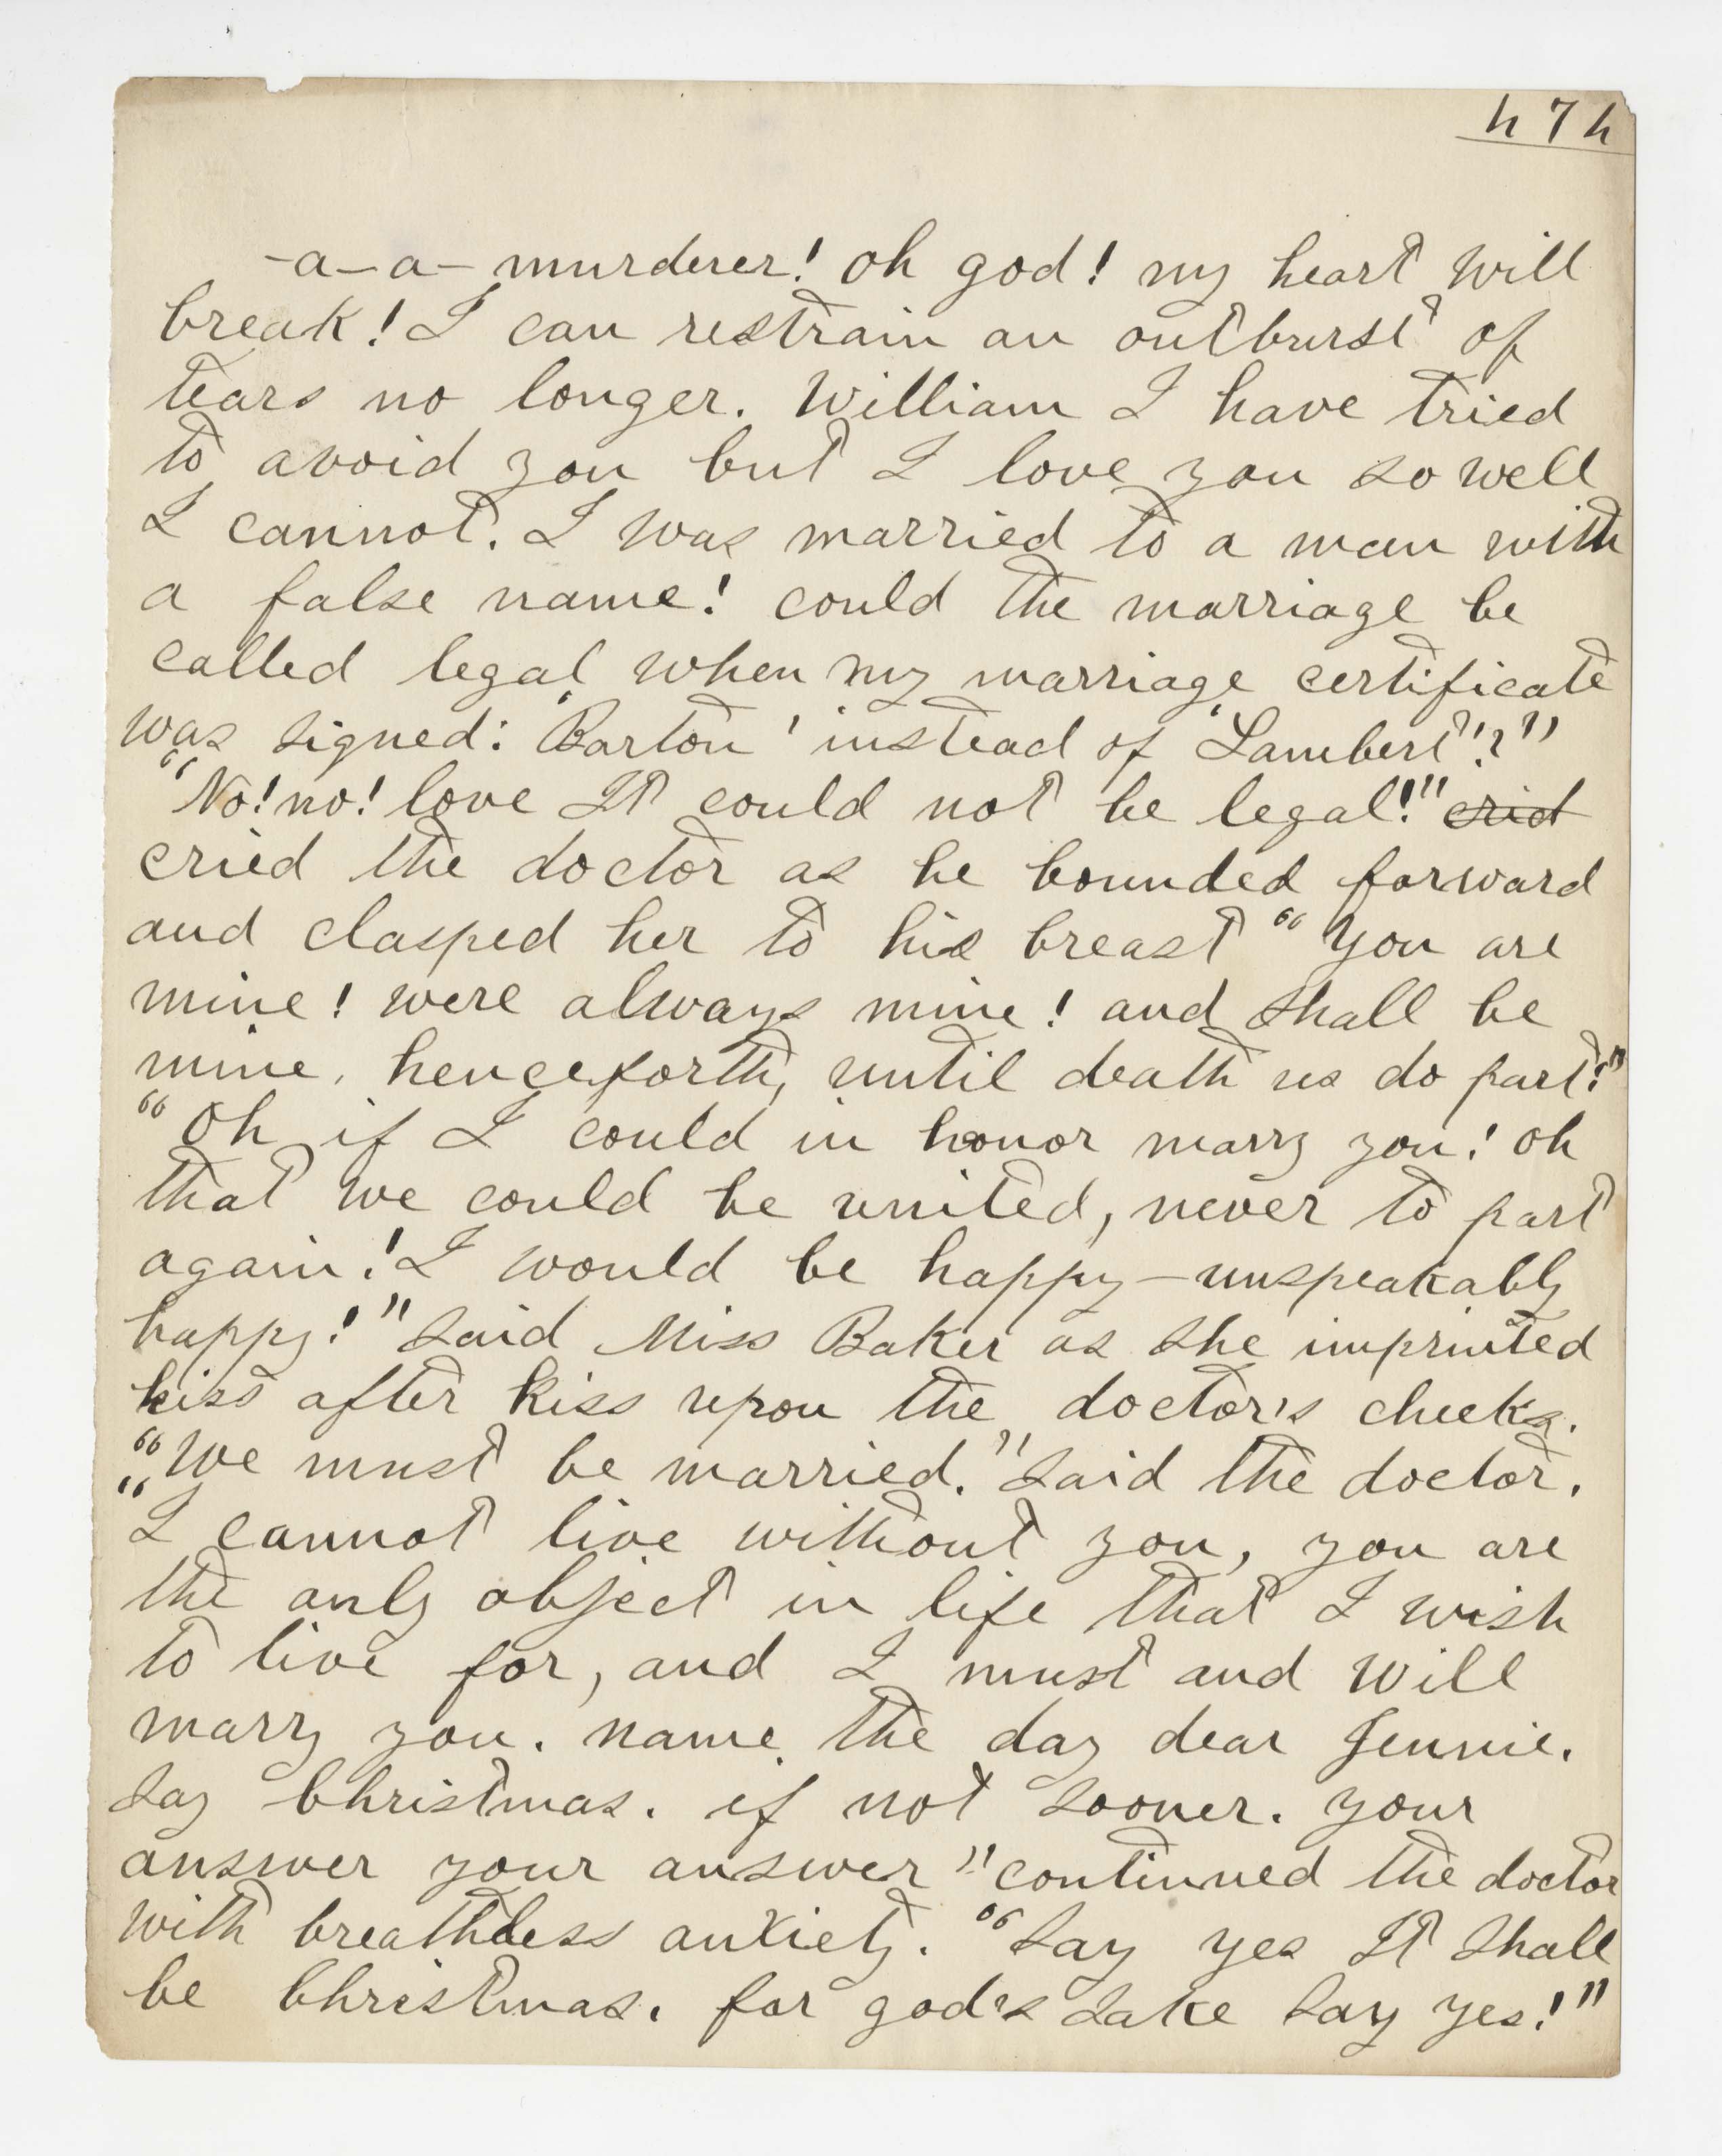 474
-a-a- murderer! oh god! my heart will
break! I can restrain an outburst of
tears no longer. William I have tried
to avoid you but I love you so well
I cannot. I was married to a man with
a false name! could the marriage be
called legal when my marriage certificate
was signed: 'Barton' instead of 'Lambert'!?"
"No! no! love It could not be legal!" crid
cried the doctor as he bounded forward
and clasped her to his breast "You are
mine! were always mine! and shall be
mine, henceforth, until death us do part!"
"Oh if I could in honor marry you! oh
that we could be united, never to part
again! I would be happy — unspeakably
happy!" said Miss Baker as she imprinted
kiss after kiss upon the doctor's cheeks.
"We must be married." said the doctor.
"I cannot live without you, you are
the only object in life that I wish
to live for, and I must and will
marry you. name the day dear Jennie.
say Christmas. if not sooner. your
answer your answer" continued the doctor
with breathless anxiety. "Say yes It shall
be Christmas. for god's sake say yes!"